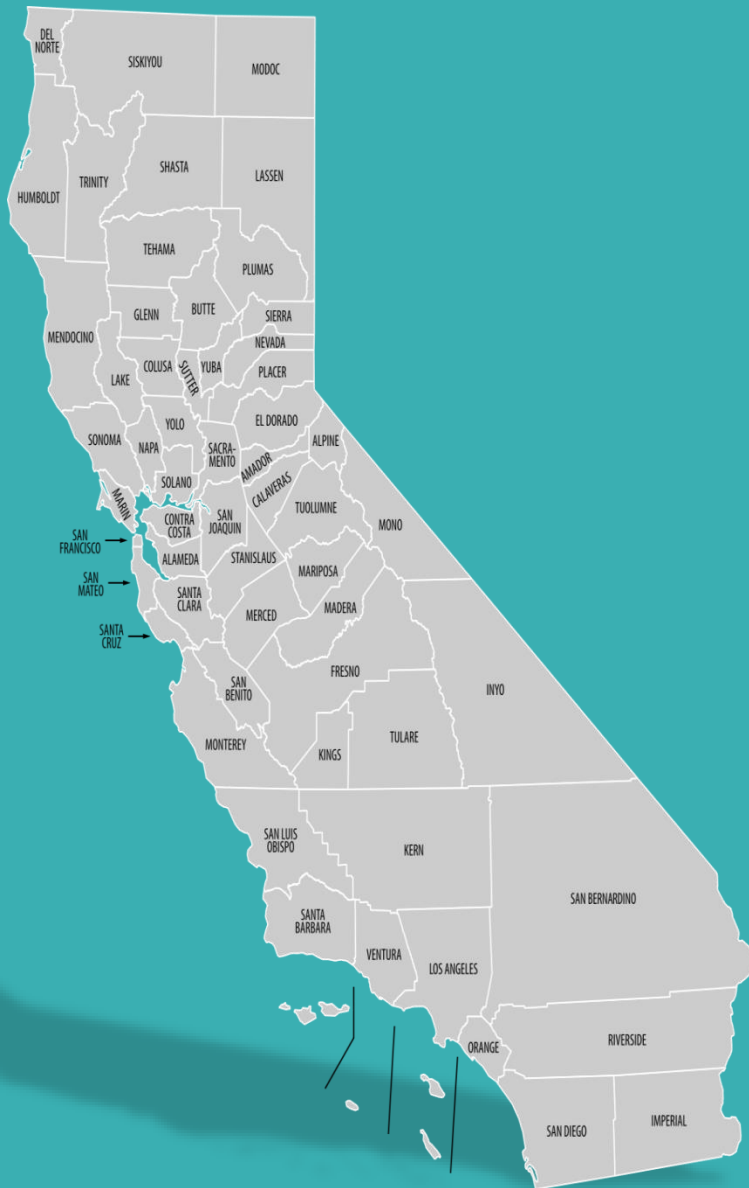 DEL
NORTE
SISKIYOU
MODOC
HUMBOLDT
TRINITY
SHASTA
LASSEN
TEHAMA
PLUMAS
MENDOCINO
GLENN
BUTTE
SIERRA
NEVADA
LAKE
COLUSA
SUTTER
YUBA
PLACER
SONOMA
NAPA
YOLO
SACRA-
MENTO
EL DORADO
AMADOR
ALPINE
MARIN
SOLANO
CALAVERAS
TUOLUMNE
MONO
SAN
FRANCISCO
CONTRA
COSTA
SAN
JOAQUIN
ALAMEDA
STANISLAUS
MARIPOSA
SAN
MATEO
SANTA
CLARA
MERCED
MADERA
SANTA
CRUZ
SAN
BENITO
FRESNO
INYO
MONTEREY
KINGS
TULARE
SAN LUIS
OBISPO
KERN
SAN BERNARDINO
SANTA
BARBARA
VENTURA
LOS ANGELES
ORANGE
RIVERSIDE
SAN DIEGO
IMPERIAL